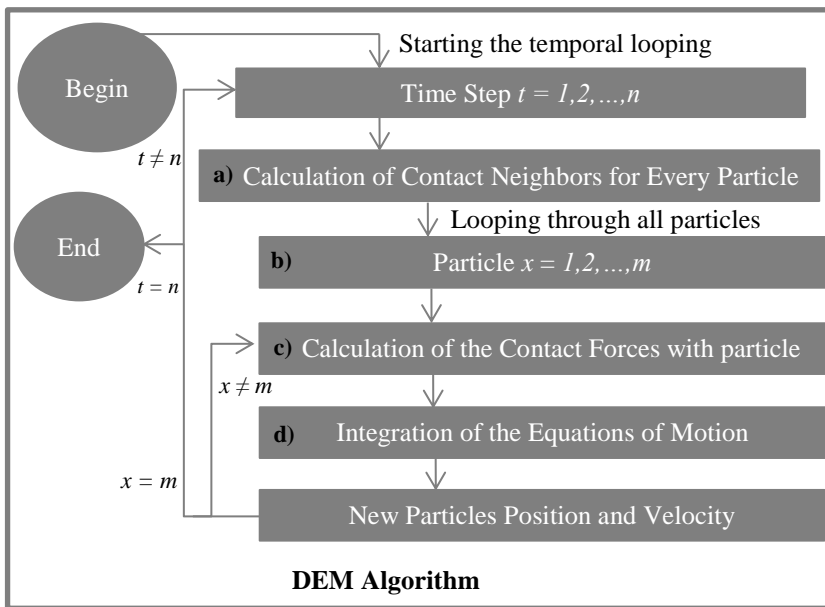 Starting the temporal looping
Begin
Time Step t = 1,2,...,n
t ≠ n
a) Calculation of Contact Neighbors for Every Particle
Looping through all particles
End
b) Particle x = 1,2,...,m
t = n
c) Calculation of the Contact Forces with particle
x ≠ m
d) Integration of the Equations of Motion
x = m
New Particles Position and Velocity
DEM Algorithm